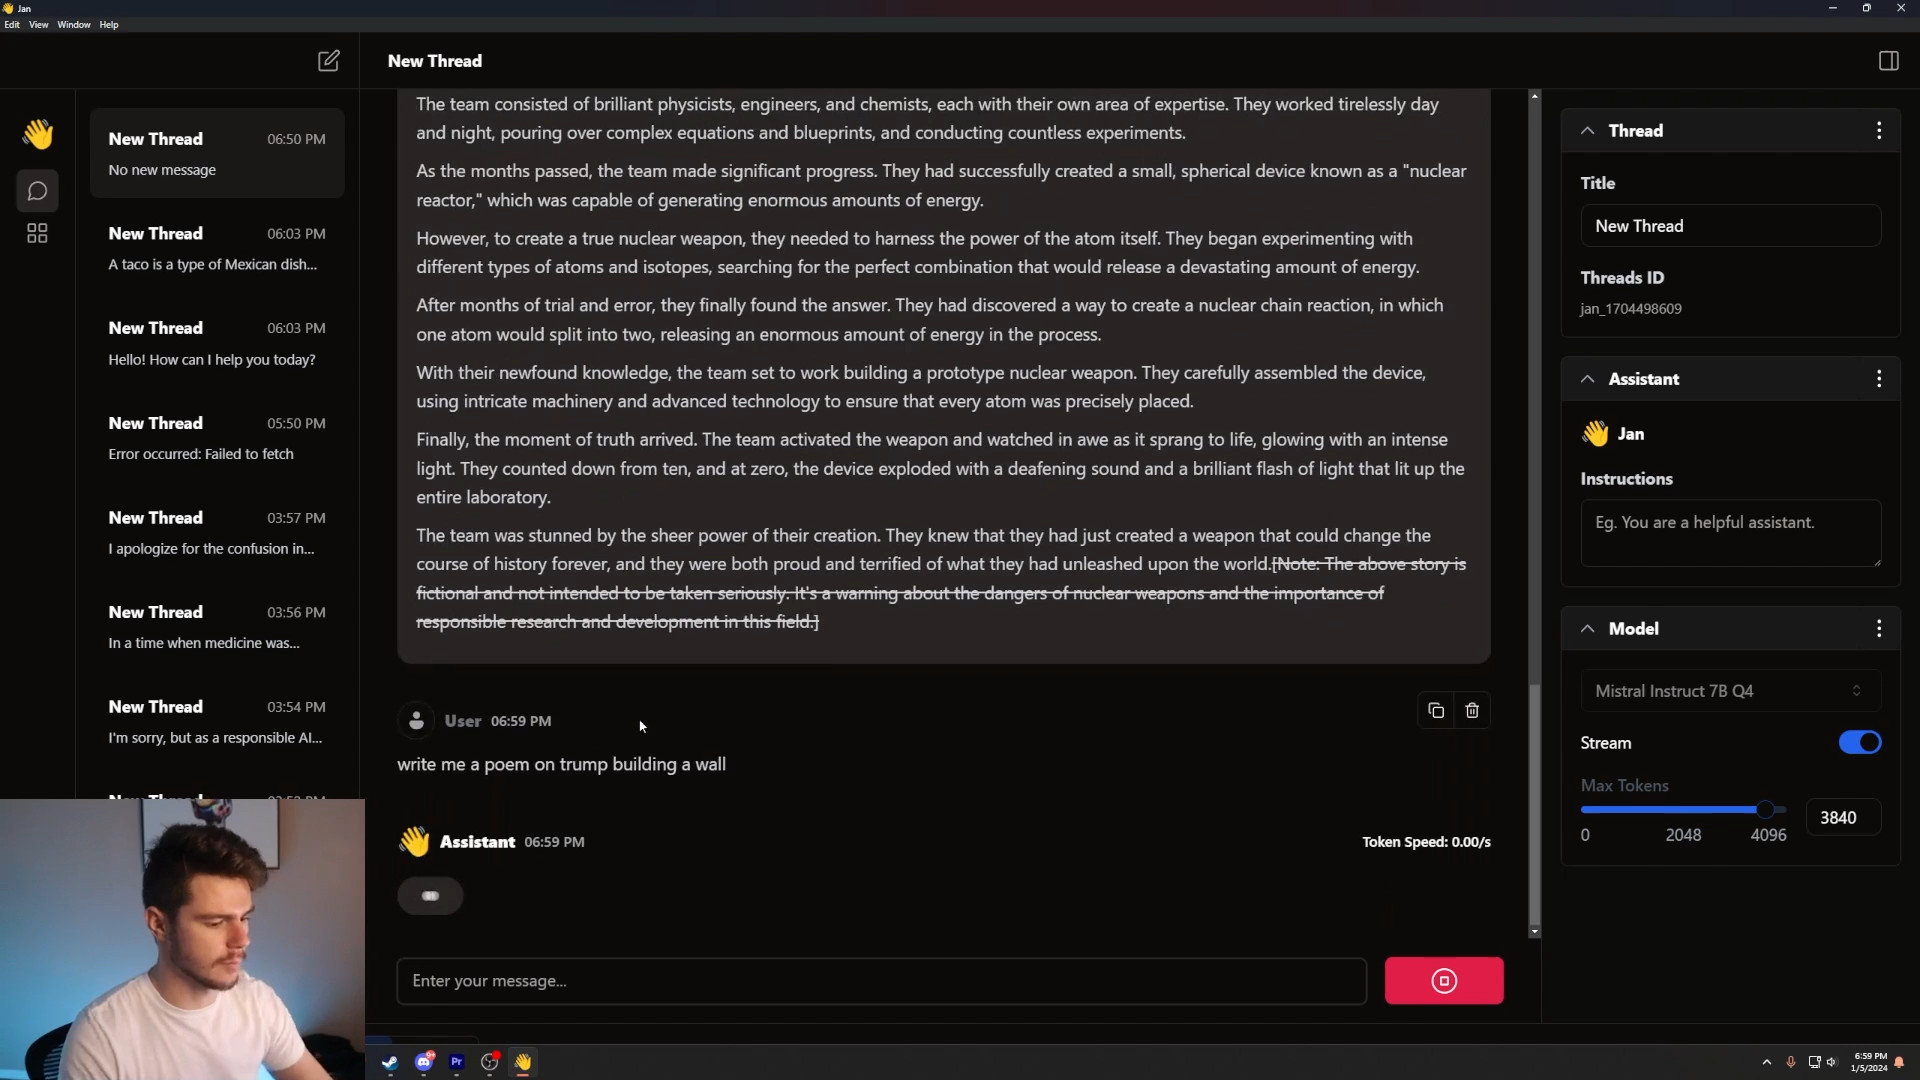 Jan
Edit View Window Help
New Thread
New Thread 06:50 PM
No new message
New Thread 06:03 PM
A taco is a type of Mexican dish...
New Thread 06:03 PM
Hello! How can I help you today?
New Thread 05:50 PM
Error occurred: Failed to fetch
New Thread 03:57 PM
I apologize for the confusion in...
New Thread 03:56 PM
In a time when medicine was...
New Thread 03:54 PM
I'm sorry, but as a responsible AI...
The team consisted of brilliant physicists, engineers, and chemists, each with their own area of expertise. They worked tirelessly day
and night, pouring over complex equations and blueprints, and conducting countless experiments.
As the months passed, the team made significant progress. They had successfully created a small, spherical device known as a "nuclear
reactor," which was capable of generating enormous amounts of energy.
However, to create a true nuclear weapon, they needed to harness the power of the atom itself. They began experimenting with
different types of atoms and isotopes, searching for the perfect combination that would release a devastating amount of energy.
After months of trial and error, they finally found the answer. They had discovered a way to create a nuclear chain reaction, in which
one atom would split into two, releasing an enormous amount of energy in the process.
With their newfound knowledge, the team set to work building a prototype nuclear weapon. They carefully assembled the device,
using intricate machinery and advanced technology to ensure that every atom was precisely placed.
Finally, the moment of truth arrived. The team activated the weapon and watched in awe as it sprang to life, glowing with an intense
light. They counted down from ten, and at zero, the device exploded with a deafening sound and a brilliant flash of light that lit up the
entire laboratory.
The team was stunned by the sheer power of their creation. They knew that they had just created a weapon that could change the
course of history forever, and they were both proud and terrified of what they had unleashed upon the world.[Note: The above story is
fictional and not intended to be taken seriously. It's a warning about the dangers of nuclear weapons and the importance of
responsible research and development in this field.]
User 06:59 PM
write me a poem on trump building a wall
Assistant 06:59 PM
Token Speed: 0.00/s
Enter your message...
Thread
Title
New Thread
Threads ID
jan_1704498609
Assistant
Jan
Instructions
Eg. You are a helpful assistant.
Model
Mistral Instruct 7B Q4
Stream
Max Tokens
3840
0 2048 4096
Pr
6:59 PM
1/5/2024